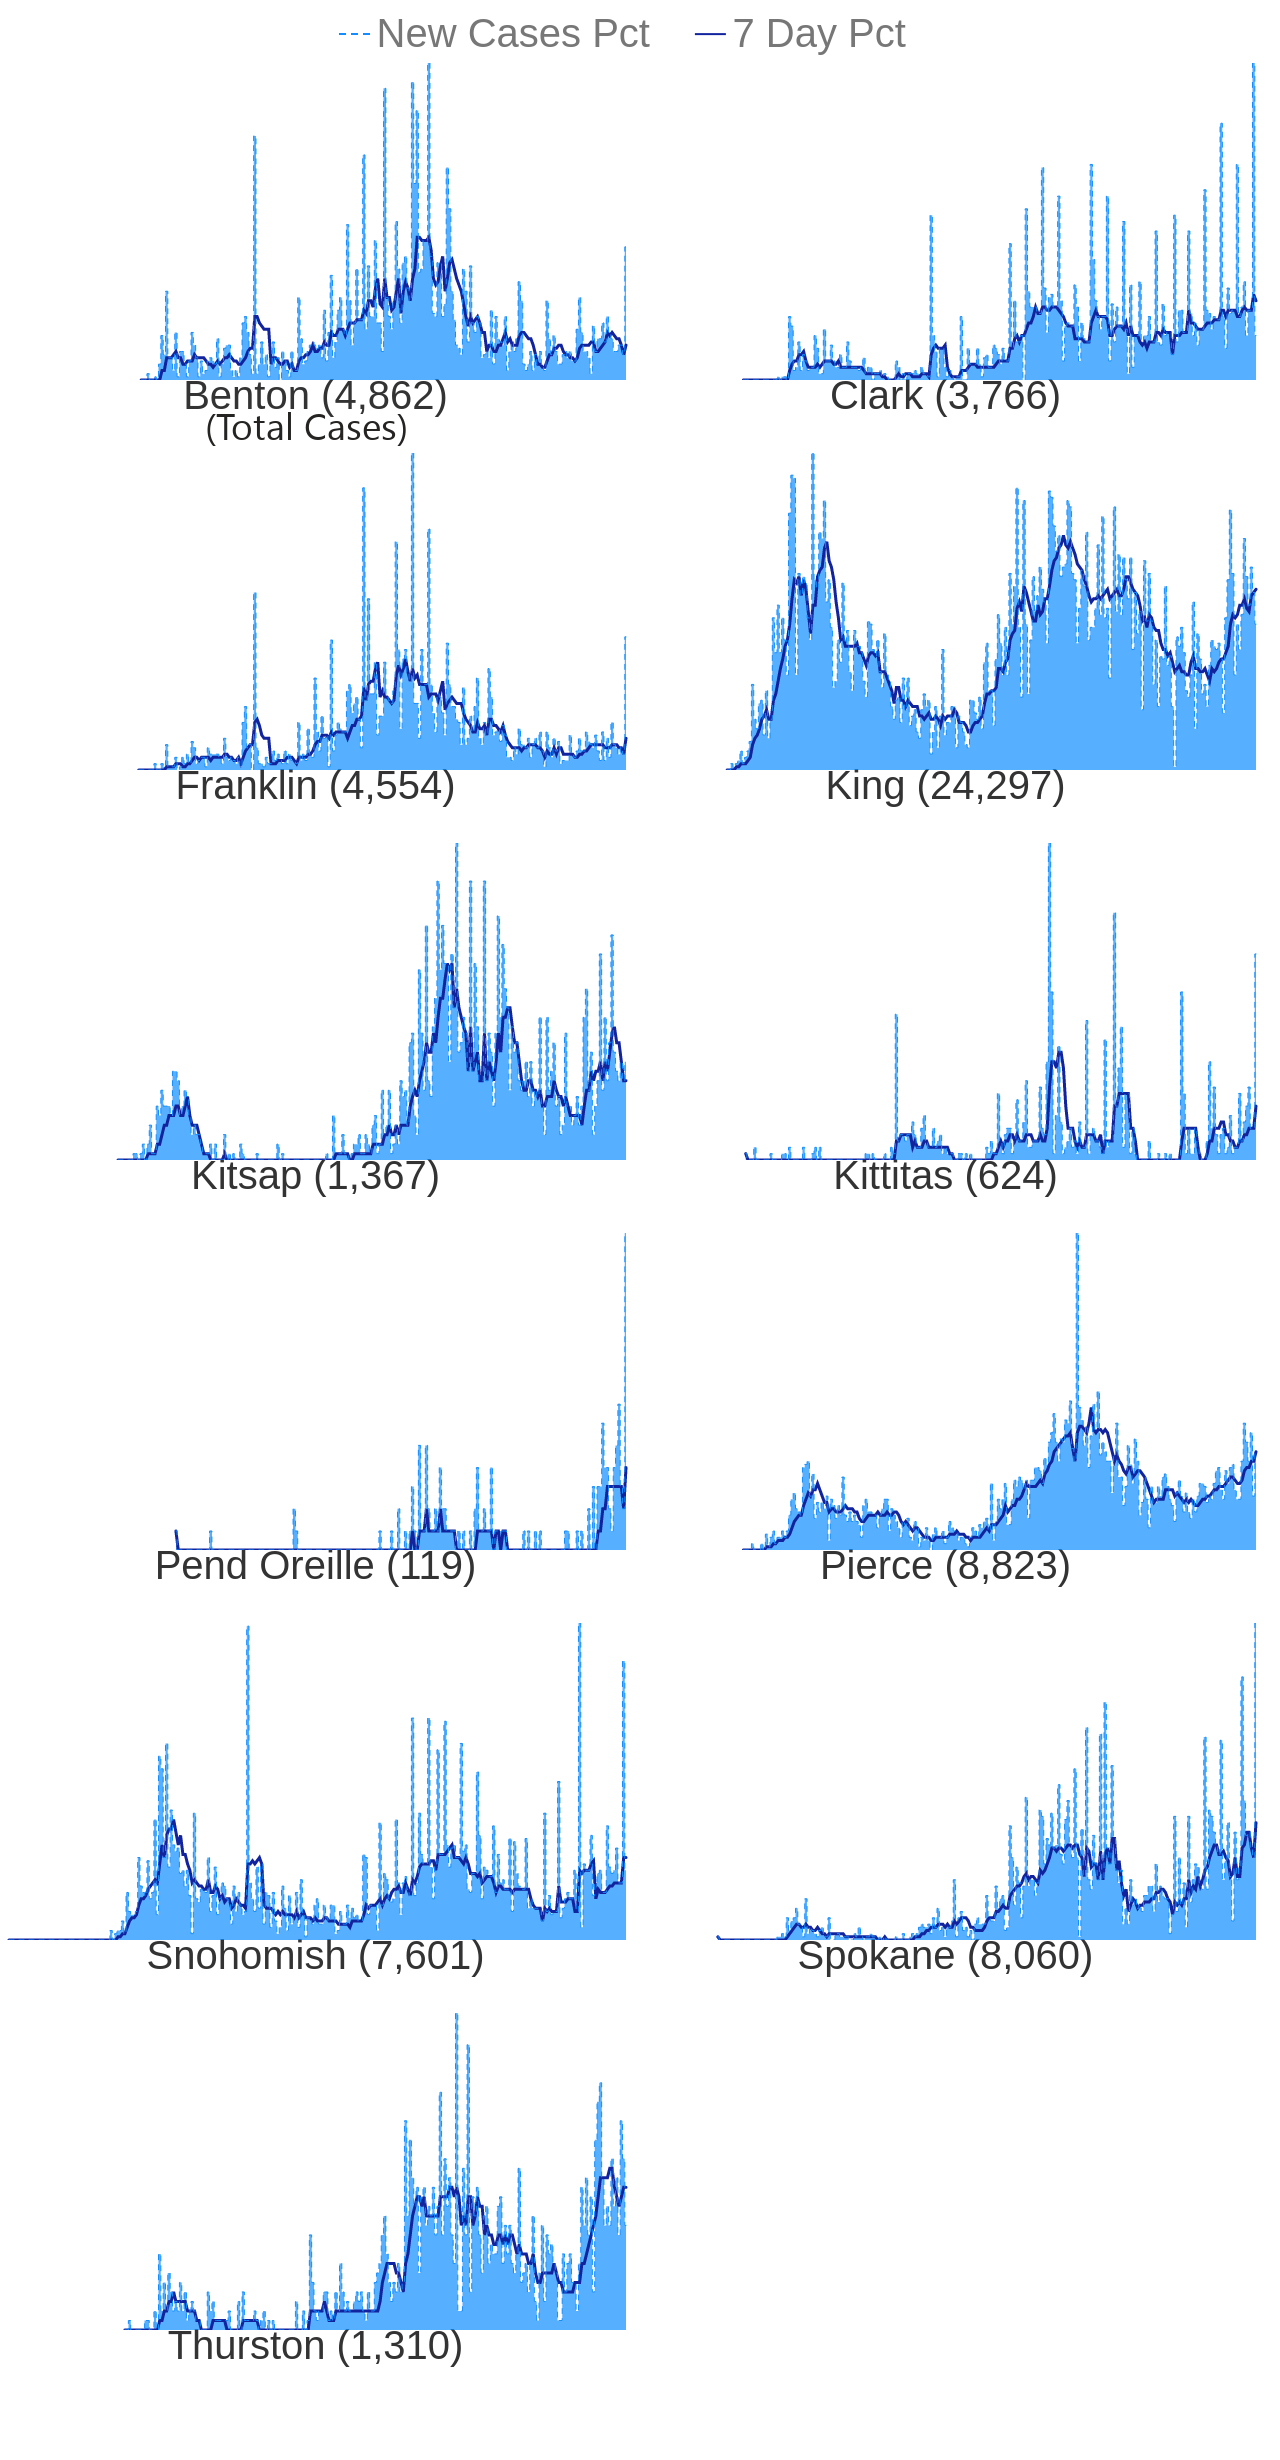 New Cases Pct 7 Day Pct
Benton (4,862) Clark (3,766)
(Total Cases)
Franklin (4,554) King (24,297)
Kitsap (1,367) Kittitas (624)
Pend Oreille (119) Pierce (8,823)
Snohomish (7,601) Spokane (8,060)
Thurston (1,310)